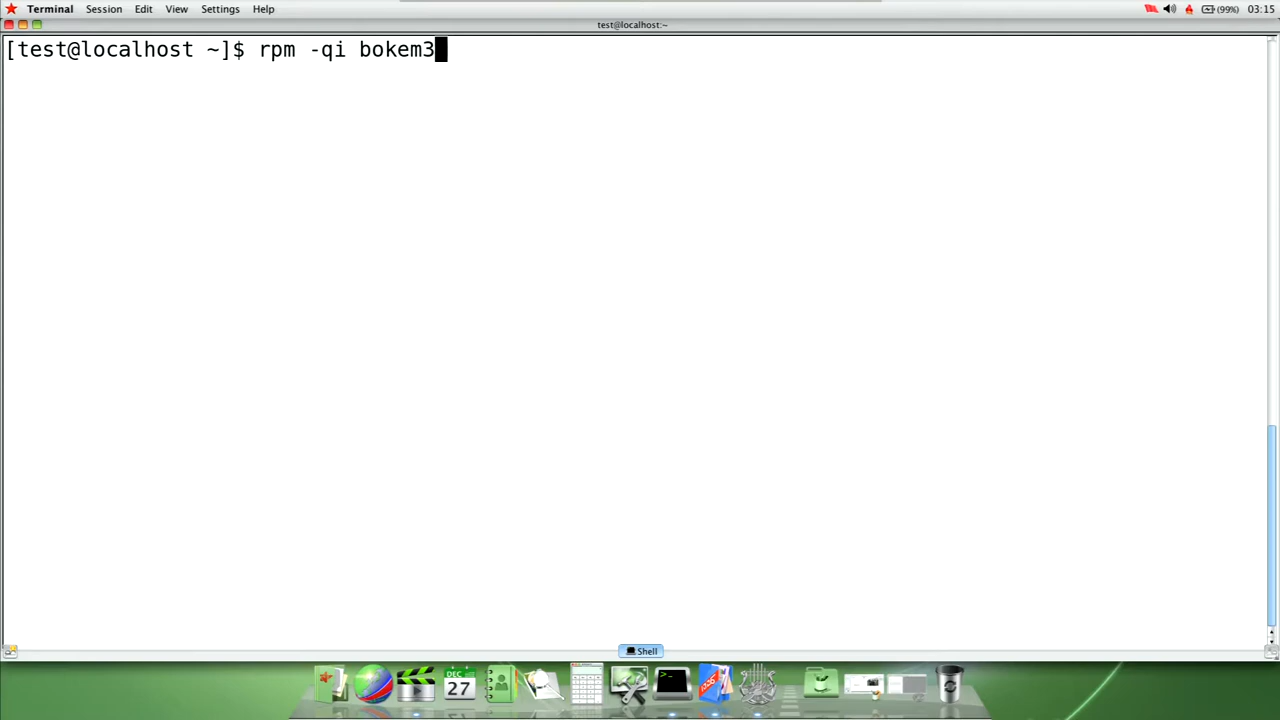 Terminal Session Edit View Settings Help (99%) 03:15
test@localhost:~
[test@localhost ~]$ rpm -qi bokem3
Shell
DEC
27